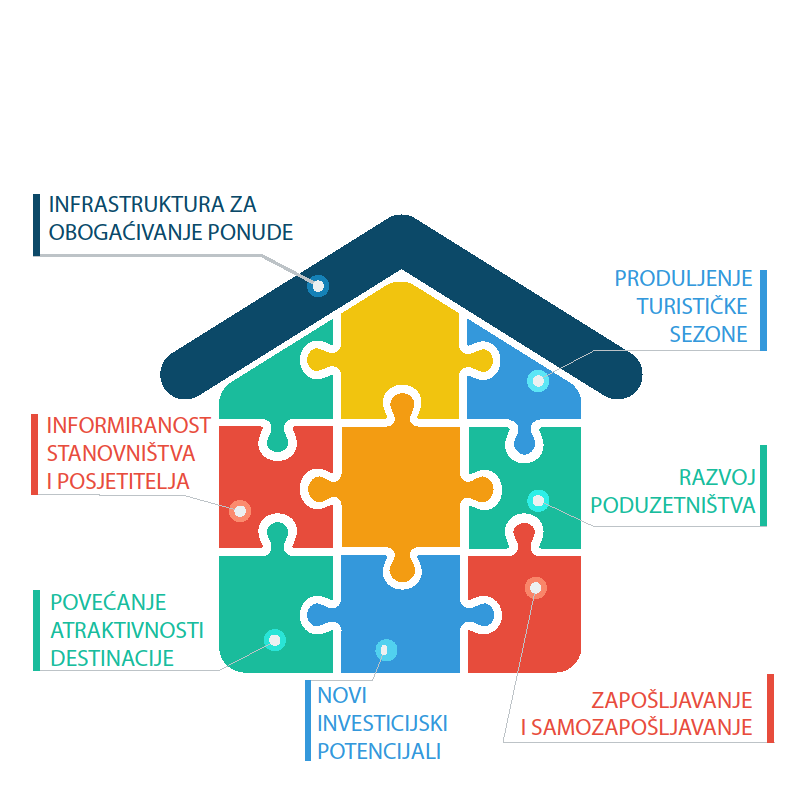 INFRASTRUKTURA ZA
OBOGAĆIVANJE PONUDE
PRODULJENJE
TURISTIČKE
SEZONE
INFORMIRANOST
STANOVNIŠTVA
I POSJETITELJA
RAZVOJ
PODUZETNIŠTVA
POVEĆANJE
ATRAKTIVNOSTI
DESTINACIJE
NOVI
INVESTICIJSKI
POTENCIJALI
ZAPOŠLJAVANJE
I SAMOZAPOŠLJAVANJE